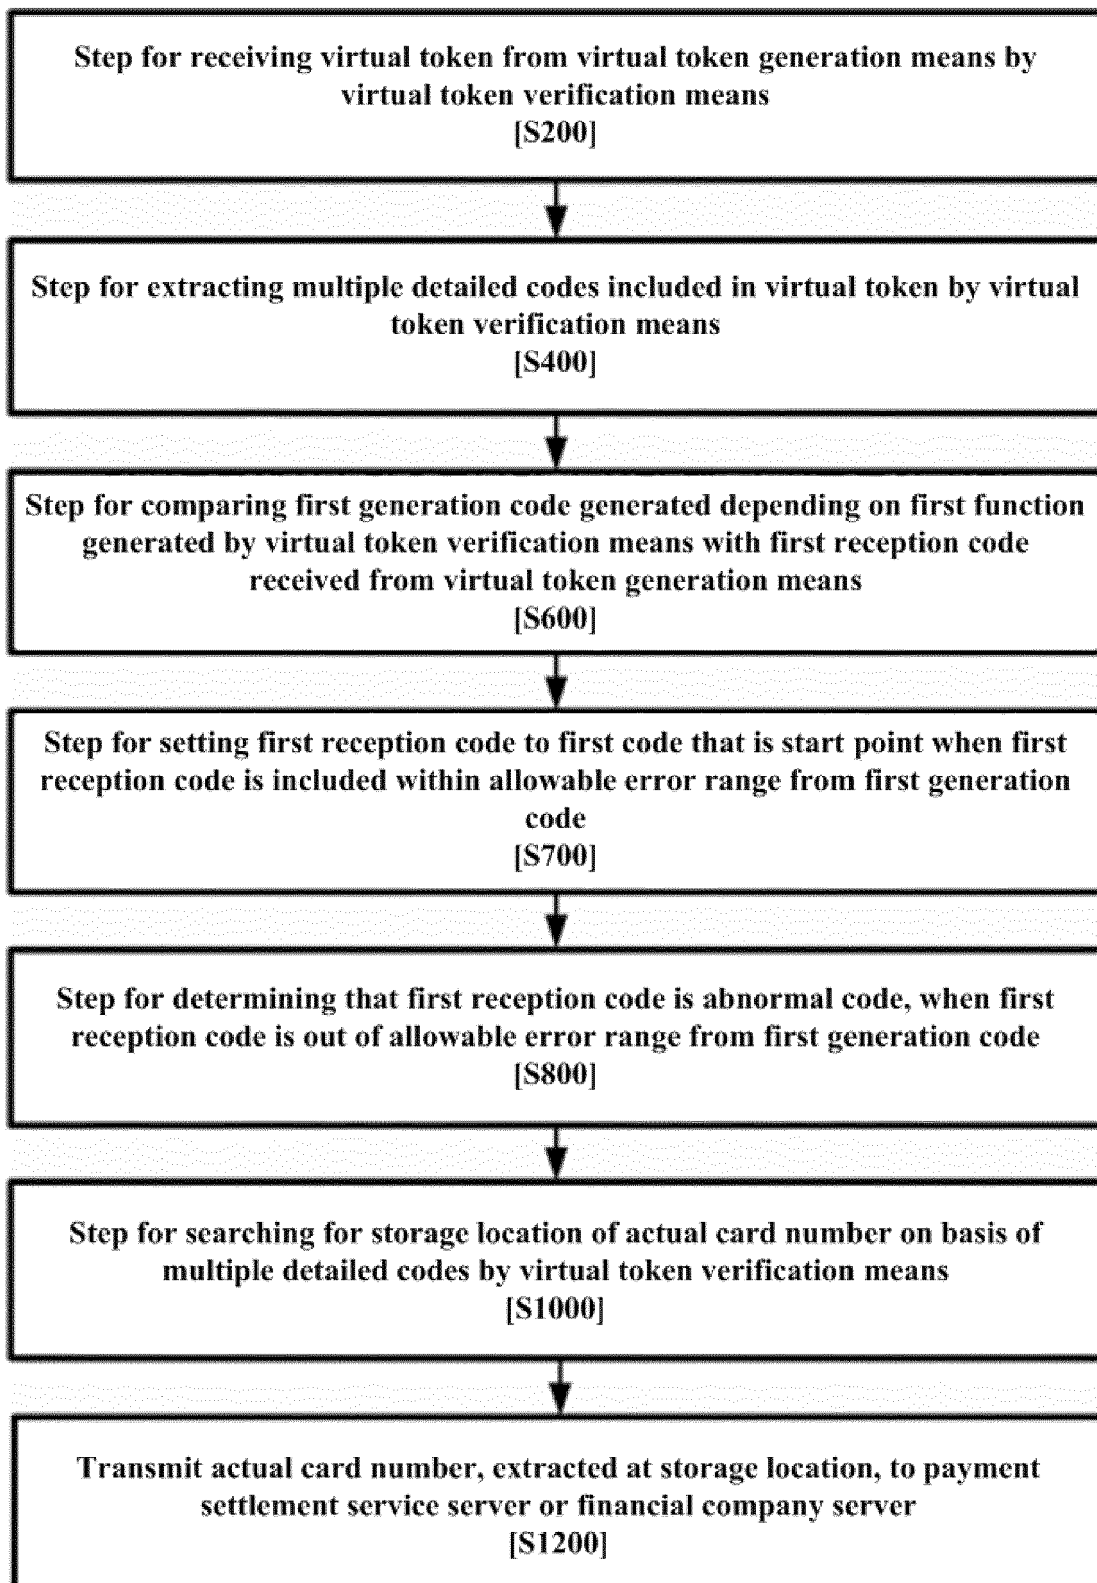 Step for receiving virtual token from virtual token generation means by
virtual token verification means
[S200]
Step for extracting multiple detailed codes included in virtual token by virtual
token verification means
[S400]
Step for comparing first generation code generated depending on first function
generated by virtual token verification means with first reception code
received from virtual token generation means
[S600]
Step for setting first reception code to first code that is start point when first
reception code is included within allowable error range from first generation
code
[S700]
Step for determining that first reception code is abnormal code, when first
reception code is out of allowable error range from first generation code
[S800]
Step for searching for storage location of actual card number on basis of
multiple detailed codes by virtual token verification means
[S1000]
Transmit actual card number, extracted at storage location, to payment
settlement service server or financial company server
[S1200]